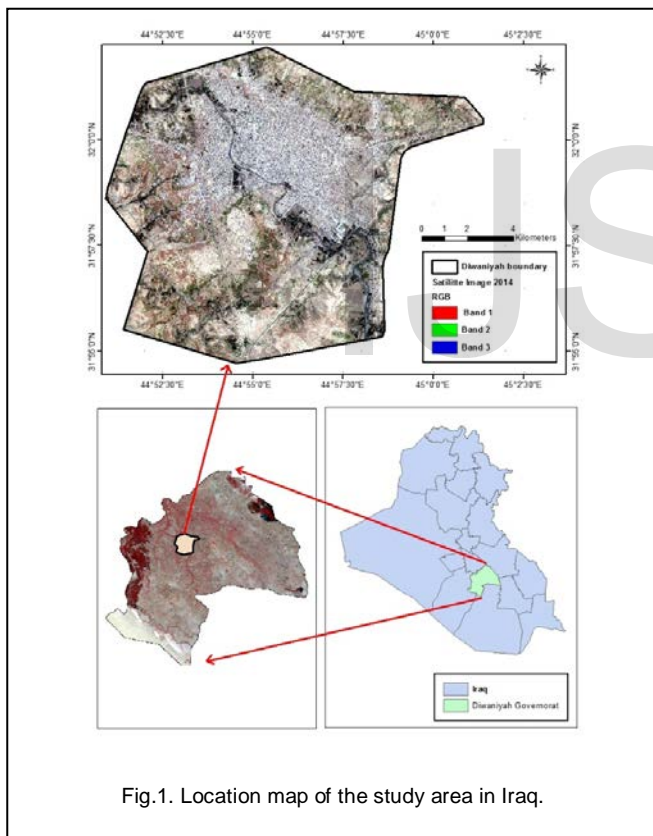 44°52'30"E 44°55'0"E 44°57'30"E 45°0'0"E 45°2'30"E
32°0'0"N 32°0'0"N
31°57'30"N 31°57'30"N
31°55'0"N 31°55'0"N
0 1 2 4
Kilometers
Diwaniyah boundary
Satillite Image 2014
RGB
Band 1
Band 2
Band 3
44°52'30"E 44°55'0"E 44°57'30"E 45°0'0"E 45°2'30"E
IJS
Iraq
Diwaniyah Governorat
Fig.1. Location map of the study area in Iraq.